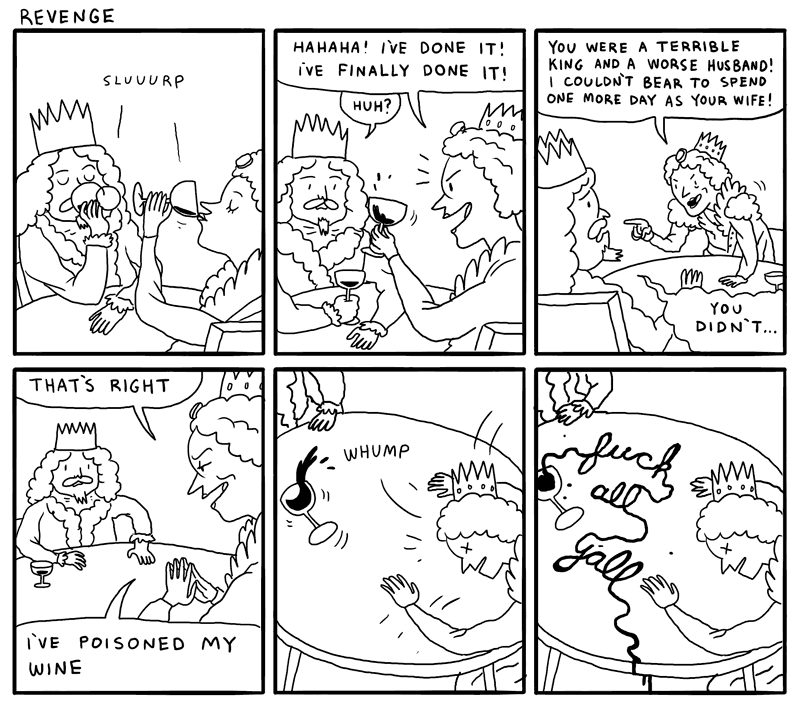 REVENGE
SLUUURP
HAHAHA! I'VE DONE IT!
I'VE FINALLY DONE IT!
HUH?
YOU WERE A TERRIBLE
KING AND A WORSE HUSBAND!
I COULDN'T BEAR TO SPEND
ONE MORE DAY AS YOUR WIFE!
YOU
DIDN'T...
THAT'S RIGHT
I'VE POISONED MY
WINE
WHUMP
fuck
all
y'all